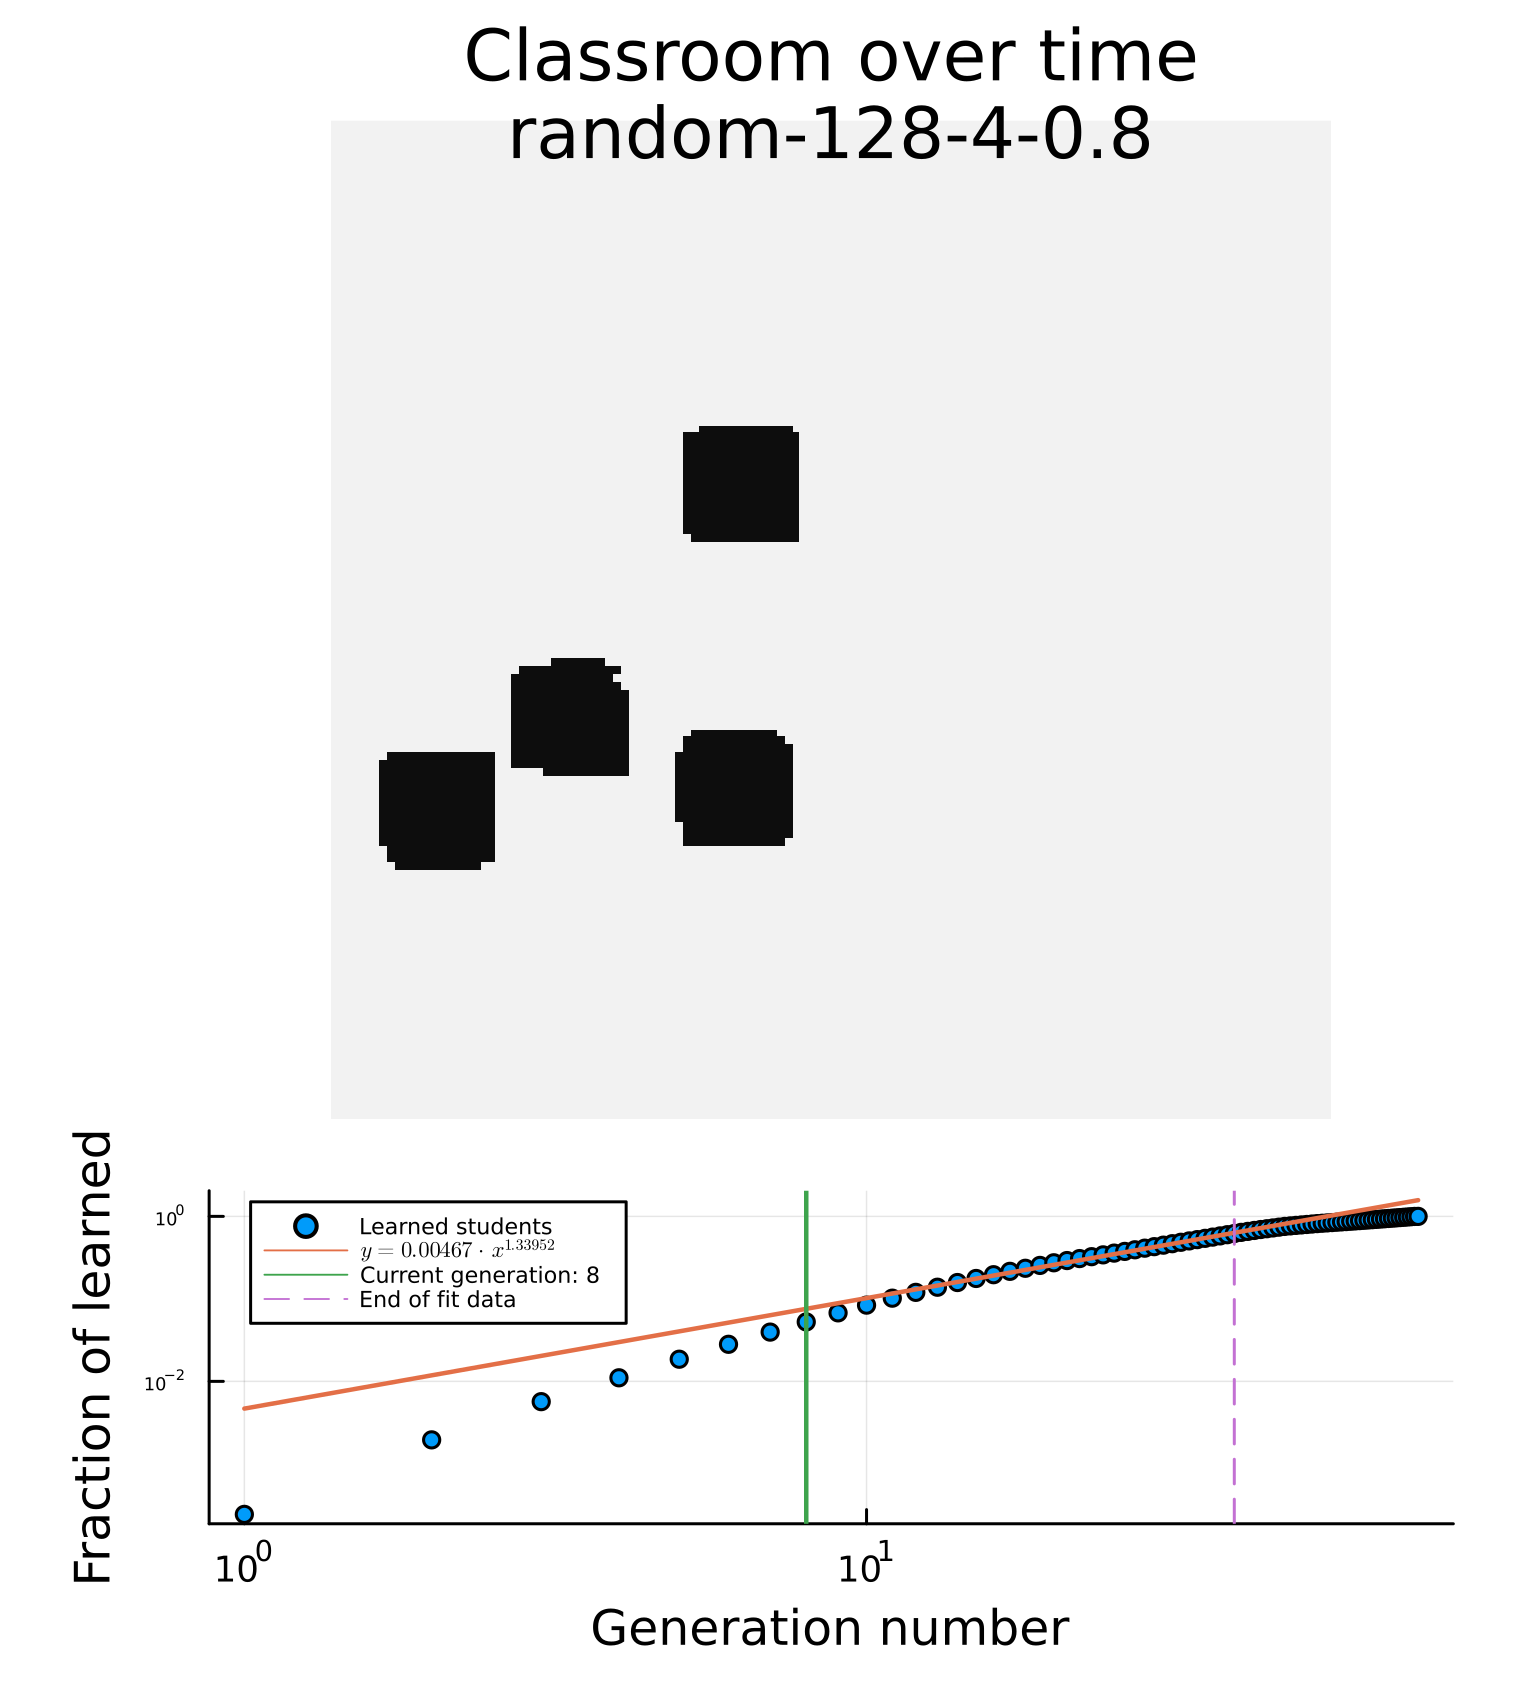 Classroom over time
random-128-4-0.8
Fraction of learned
10^0
10^-2
Learned students
y = 0.00467 · x^1.33952
Current generation: 8
End of fit data
10^0
10^1
Generation number